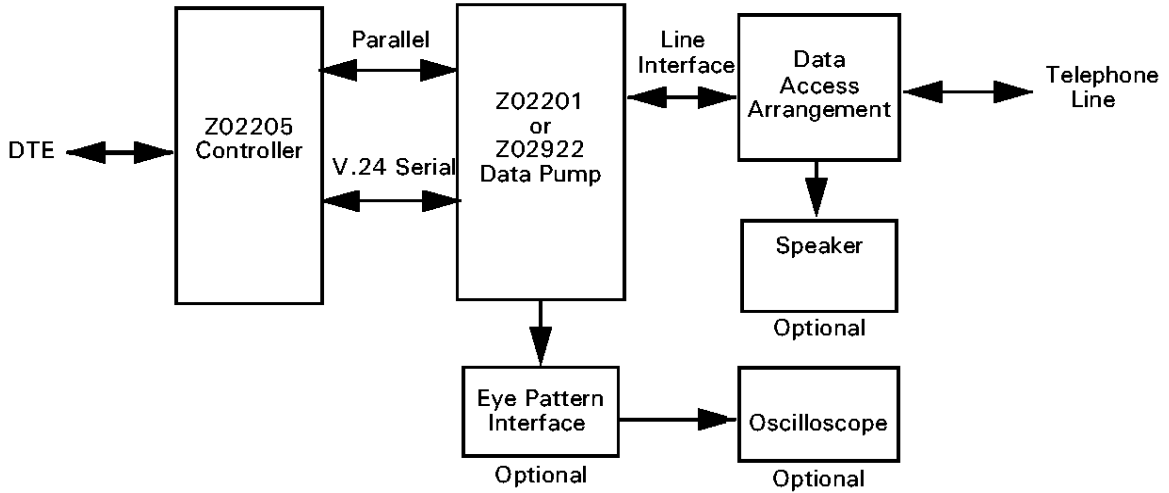 DTE
Z02205
Controller
Parallel
V.24 Serial
Z02201
or
Z02922
Data Pump
Line
Interface
Data
Access
Arrangement
Telephone
Line
Speaker
Optional
Eye Pattern
Interface
Optional
Oscilloscope
Optional